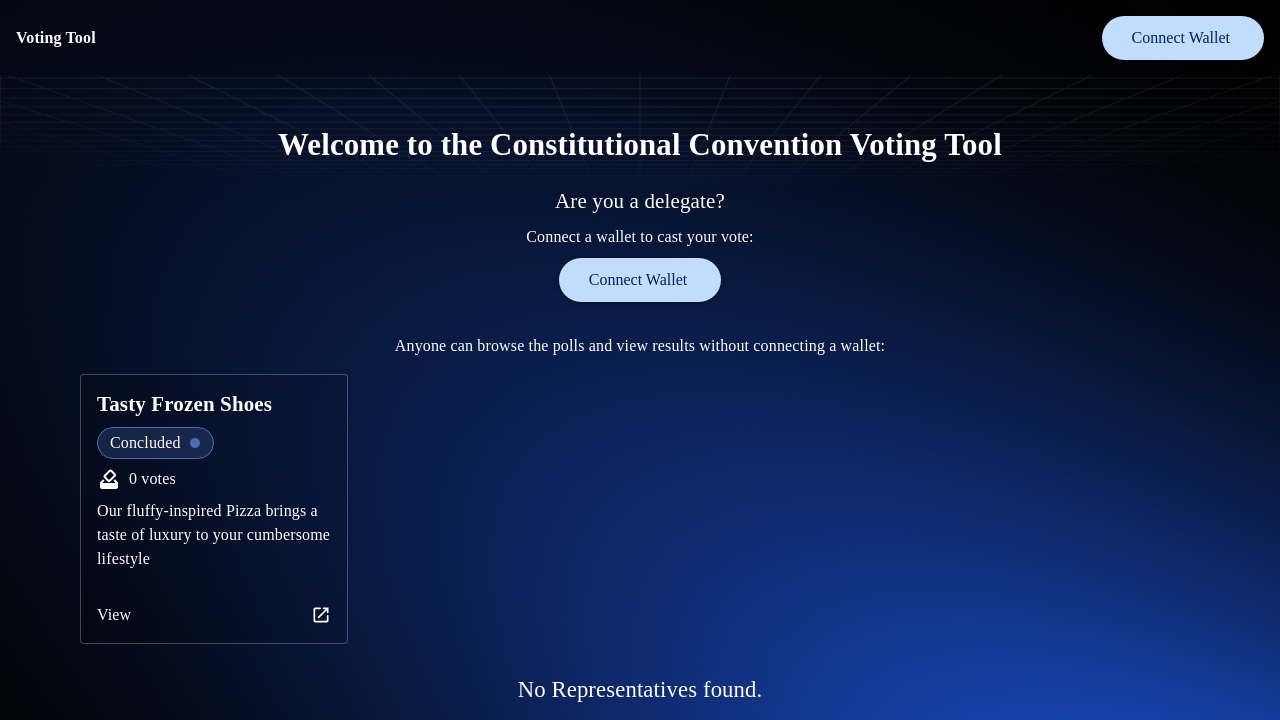 Voting Tool
Connect Wallet
Welcome to the Constitutional Convention Voting Tool
Are you a delegate?
Connect a wallet to cast your vote:
Connect Wallet
Anyone can browse the polls and view results without connecting a wallet:
Tasty Frozen Shoes
Concluded
0 votes
Our fluffy-inspired Pizza brings a
taste of luxury to your cumbersome
lifestyle
View
No Representatives found.